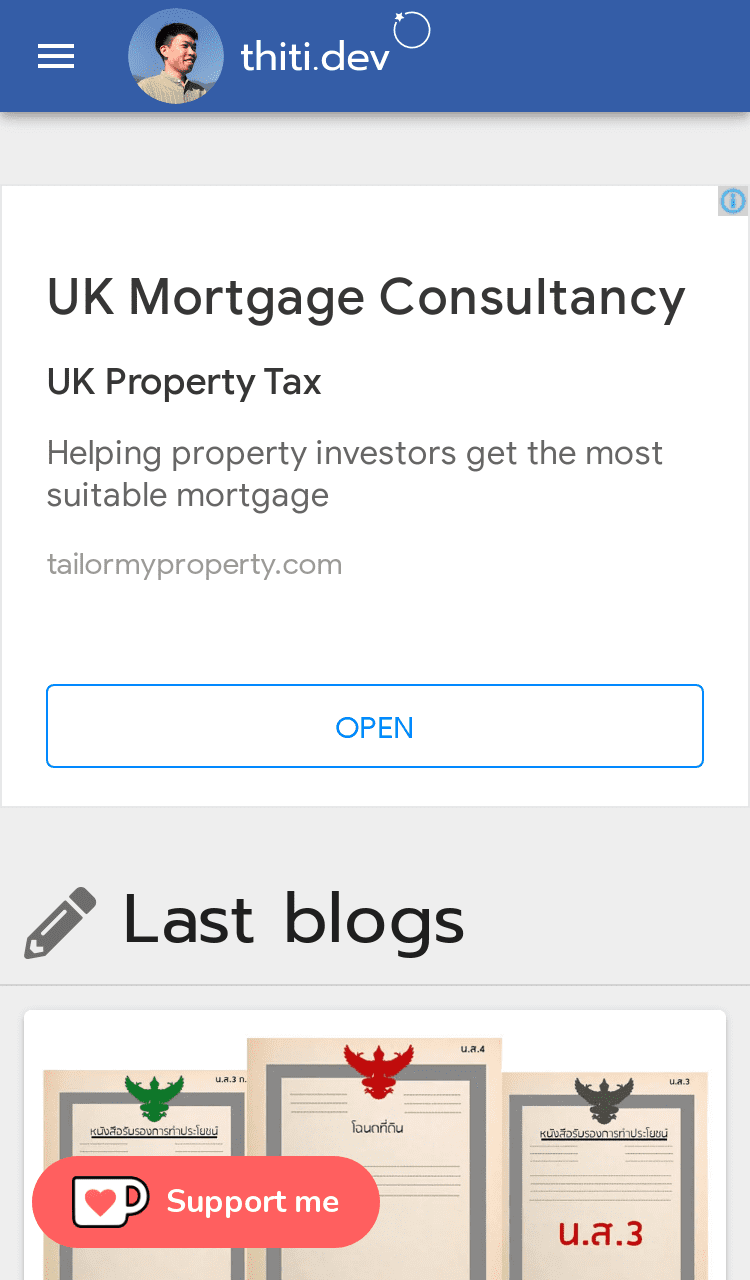 thiti.dev
UK Mortgage Consultancy
UK Property Tax
Helping property investors get the most
suitable mortgage
tailormyproperty.com
OPEN
Last blogs
น.ส.3 ก.
หนังสือรับรองการทำประโยชน์
น.ส.4
โฉนดที่ดิน
น.ส.3
หนังสือรับรองการทำประโยชน์
น.ส.3
Support me